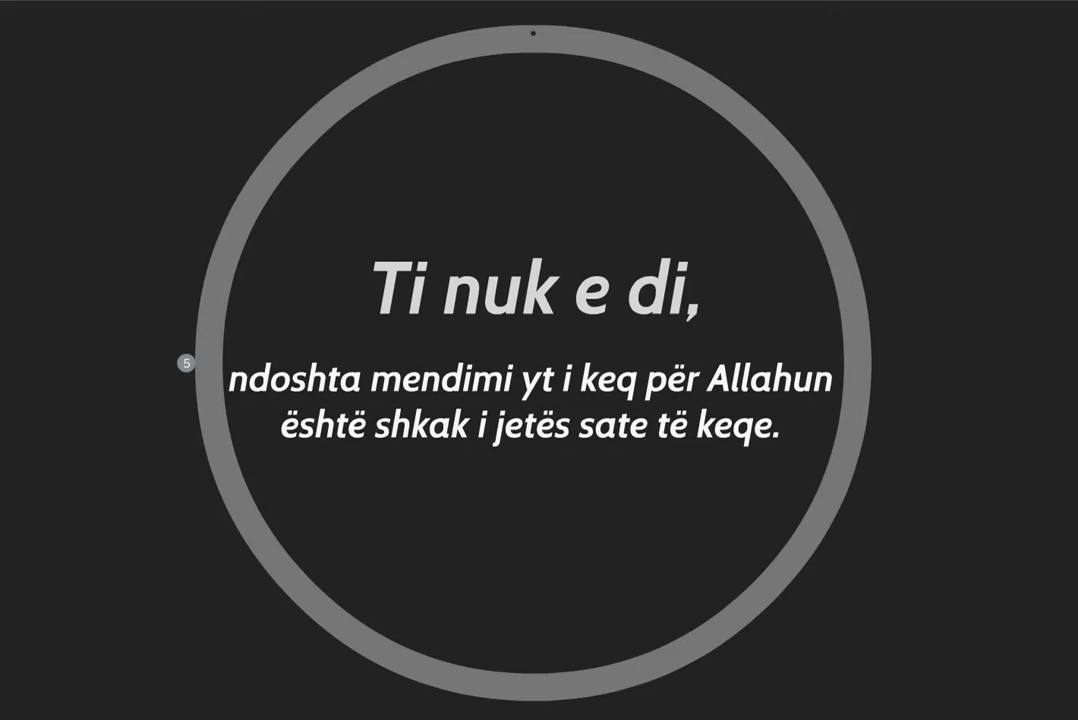 Ti nuk e di,
5
ndoshta mendimi yt i keq për Allahun
është shkak i jetës sate të keqe.